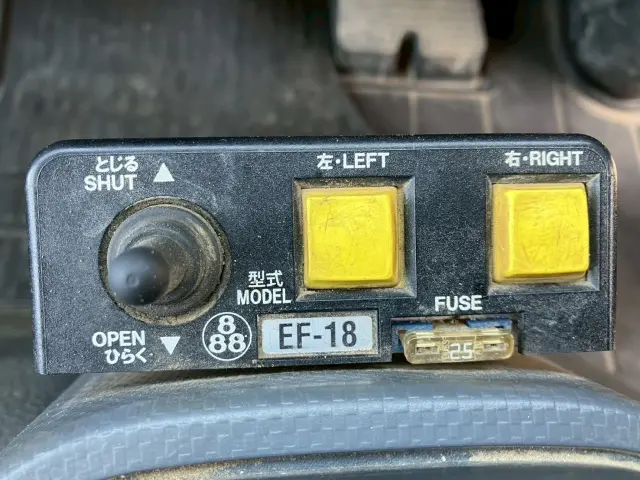 とじる
SHUT ▲
左・LEFT
右・RIGHT
型式
MODEL
OPEN ▼
ひらく
8
88
EF-18
FUSE
25